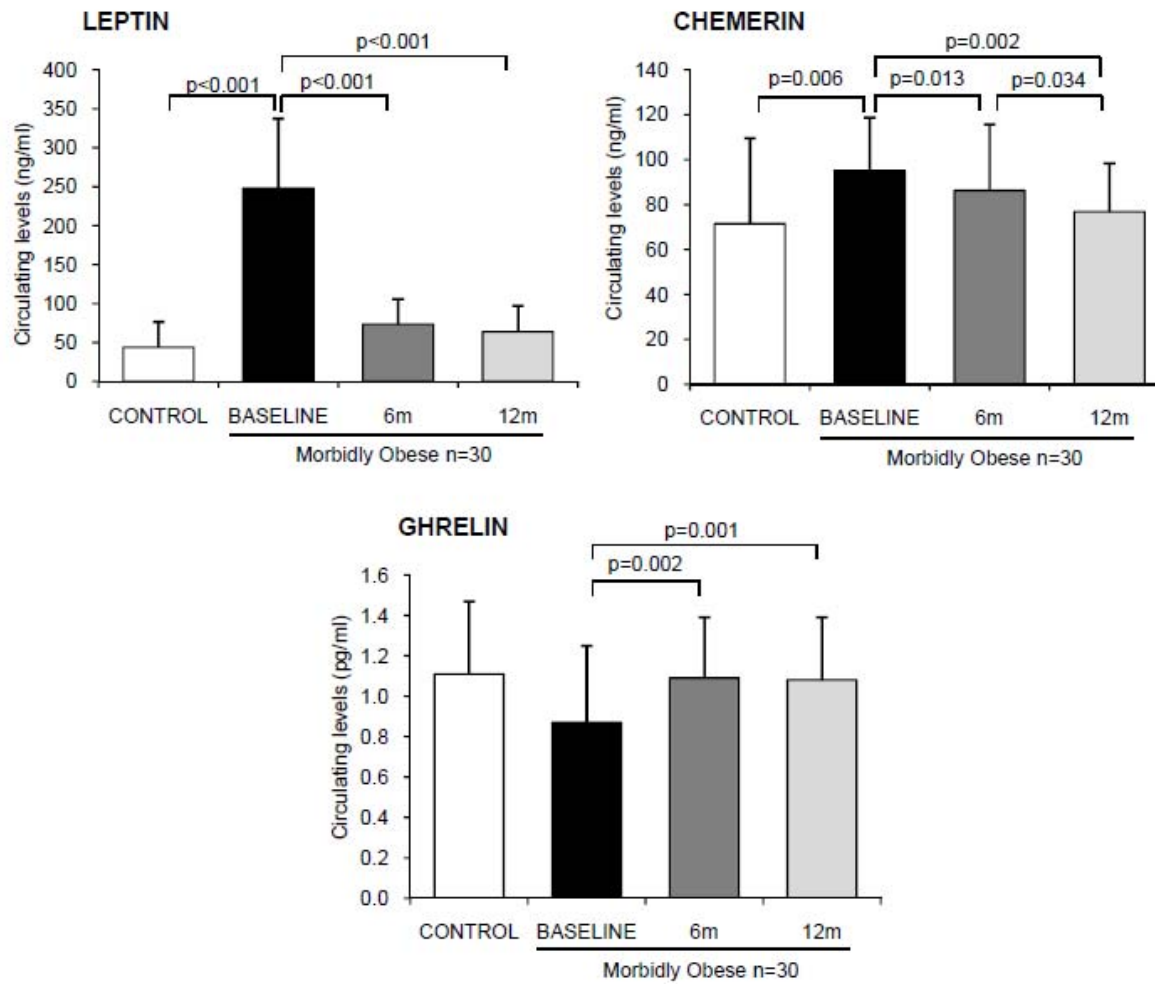 LEPTIN
p<0.001
p<0.001
p<0.001
Circulating levels (ng/ml)
400
350
300
250
200
150
100
50
0
CONTROL
BASELINE
6m
12m
Morbidly Obese n=30
CHEMERIN
p=0.002
p=0.006
p=0.013
p=0.034
Circulating levels (ng/ml)
140
120
100
80
60
40
20
0
CONTROL
BASELINE
6m
12m
Morbidly Obese n=30
GHRELIN
p=0.001
p=0.002
Circulating levels (pg/ml)
1.6
1.4
1.2
1.0
0.8
0.6
0.4
0.2
0.0
CONTROL
BASELINE
6m
12m
Morbidly Obese n=30